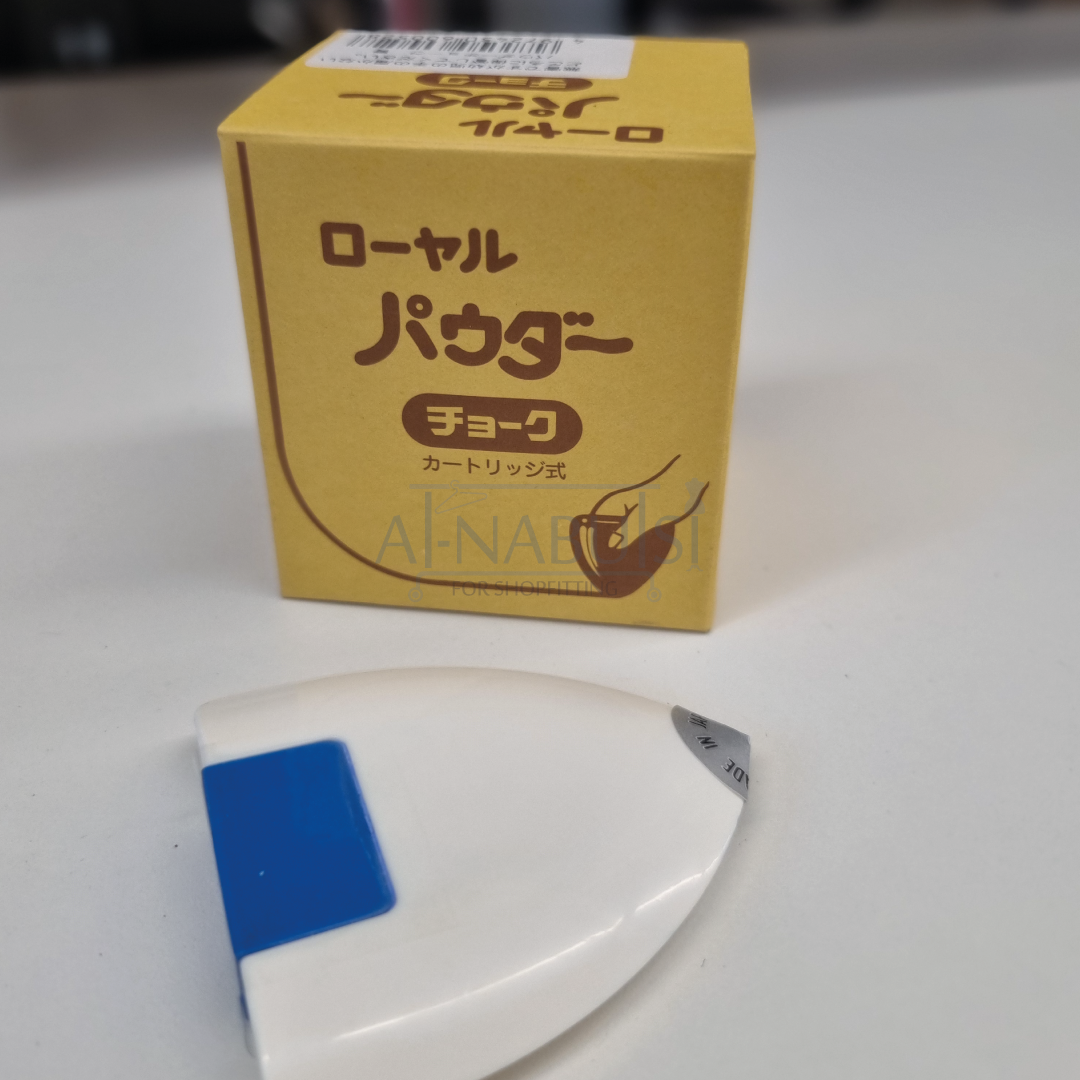 チョーク
パウダー
ローヤル
ローヤル
パウダー
チョーク
カートリッジ式
Al-NABULSI
FOR SHOPFITTING
IN